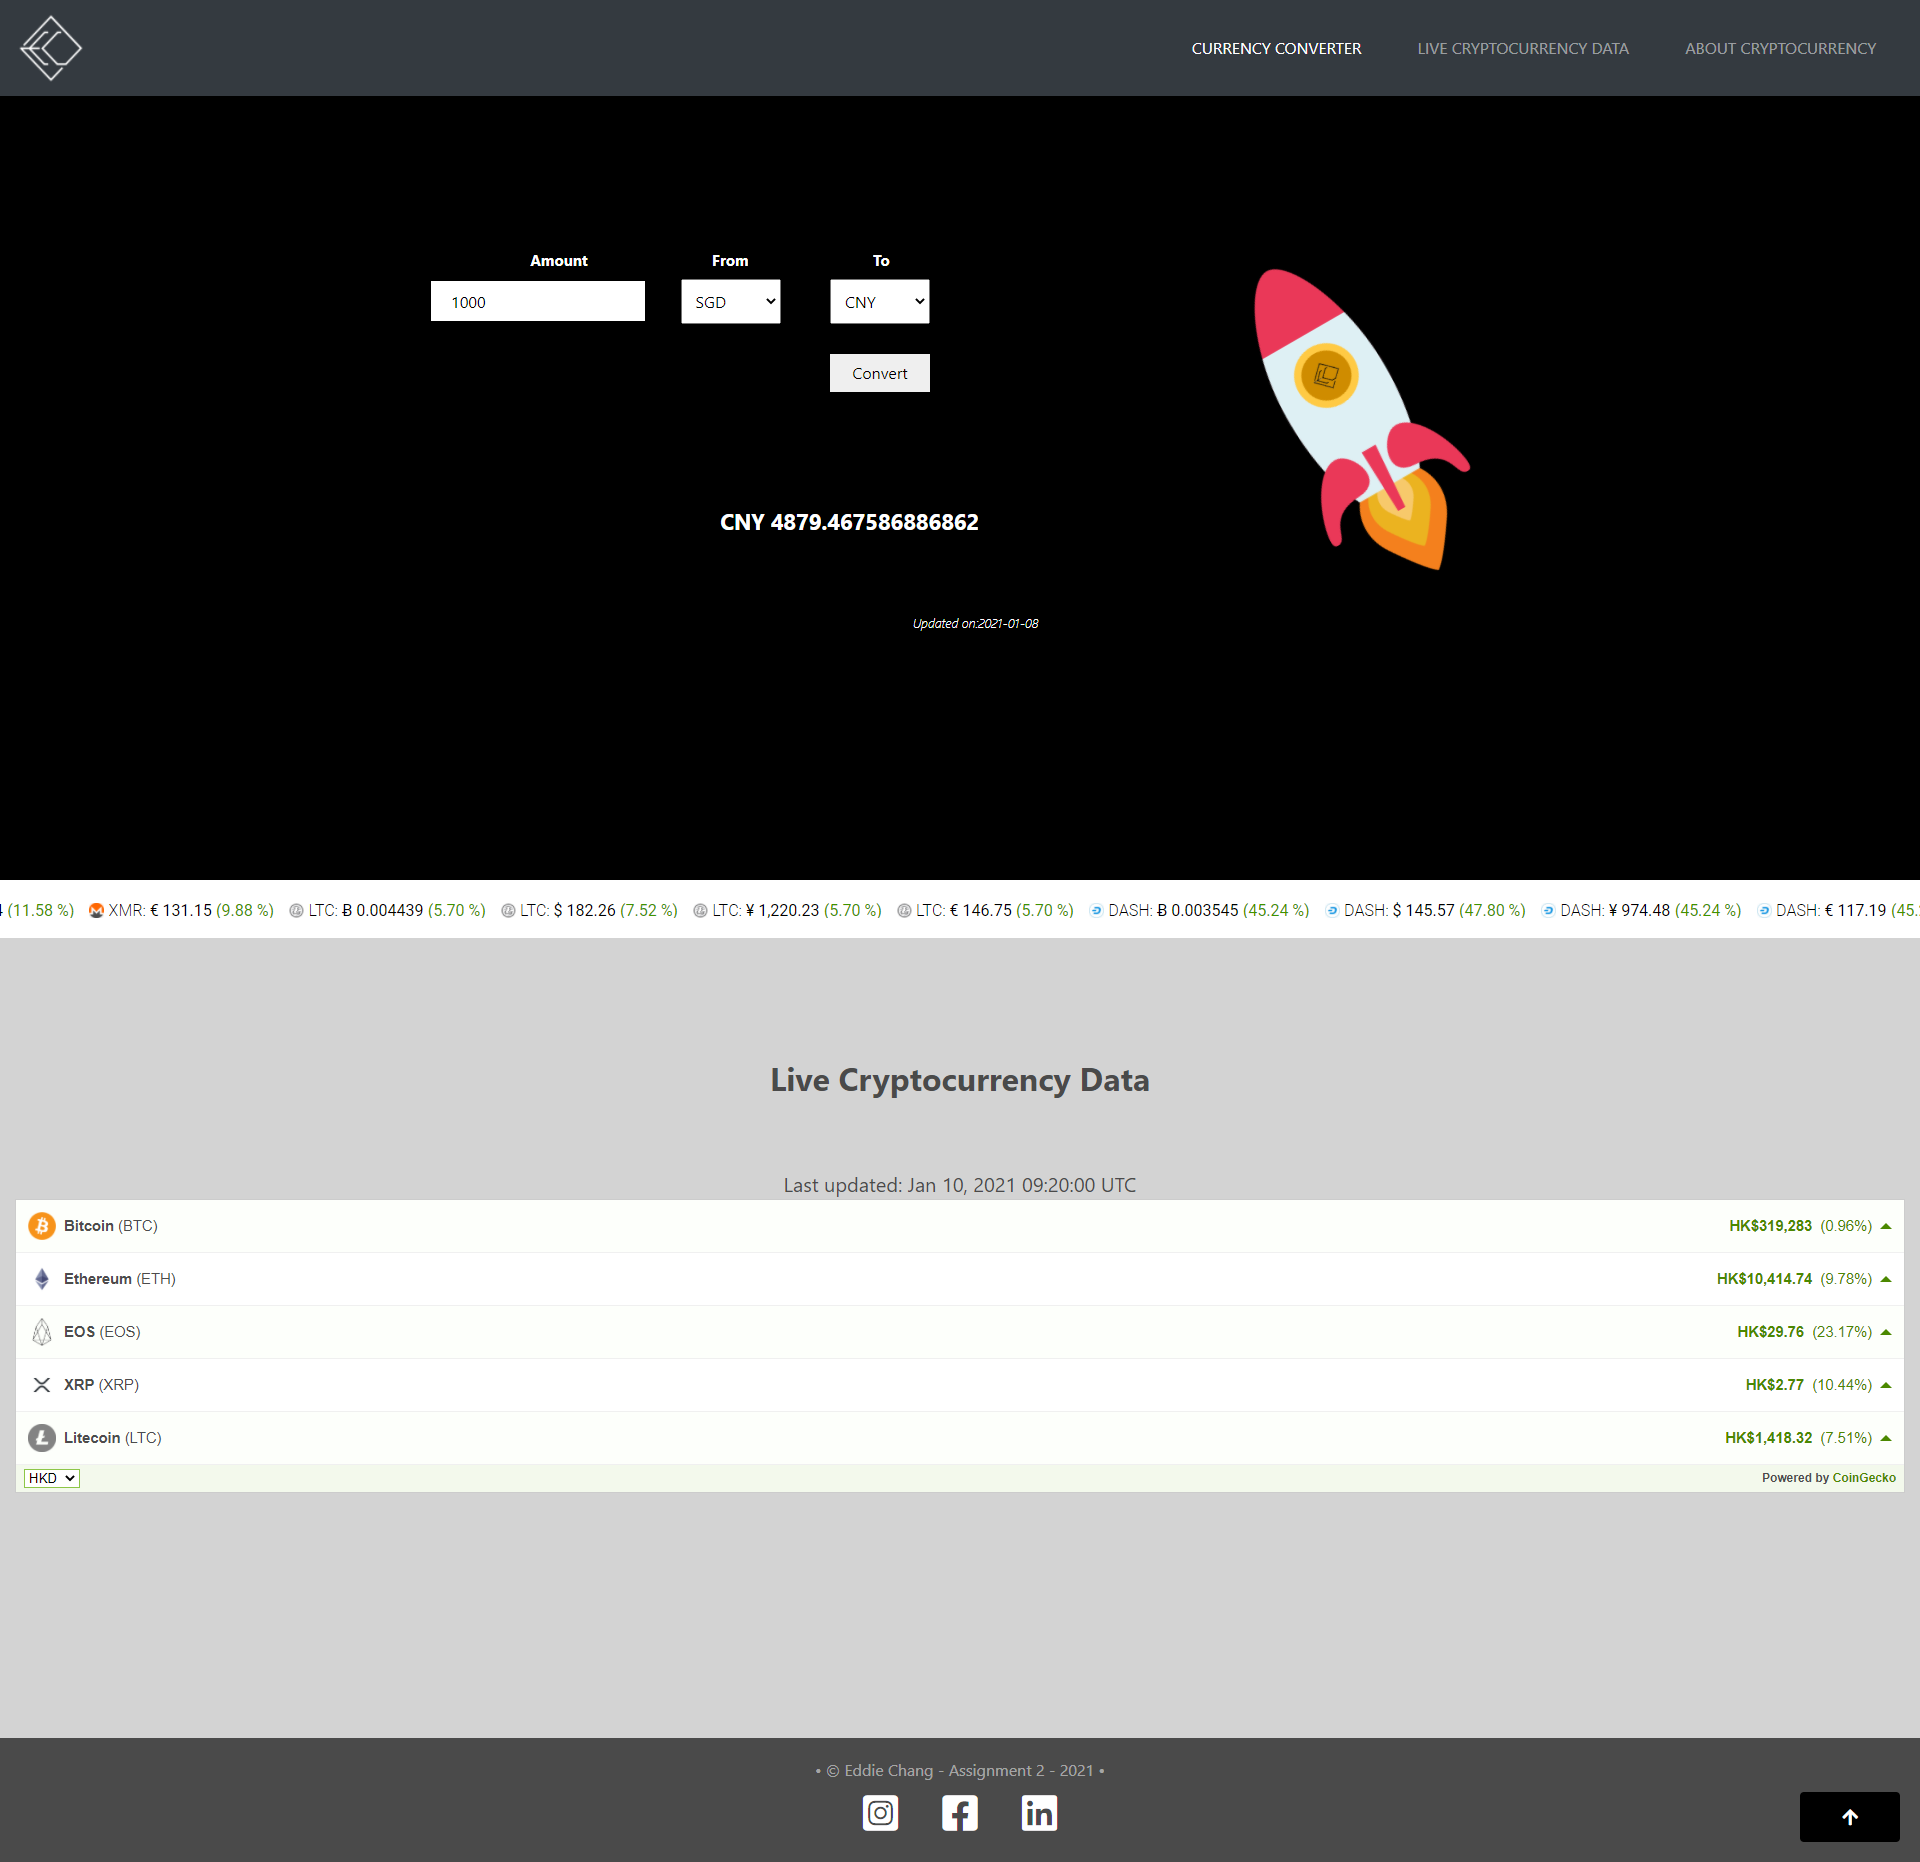 CURRENCY CONVERTER LIVE CRYPTOCURRENCY DATA ABOUT CRYPTOCURRENCY
Amount From To
1000 SGD CNY
Convert
CNY 4879.467586886862
Updated on:2021-01-08
(11.58 %) XMR: € 131.15 (9.88 %) LTC: Ƀ 0.004439 (5.70 %) LTC: $ 182.26 (7.52 %) LTC: ¥ 1,220.23 (5.70 %) LTC: € 146.75 (5.70 %) DASH: Ƀ 0.003545 (45.24 %) DASH: $ 145.57 (47.80 %) DASH: ¥ 974.48 (45.24 %) DASH: € 117.19 (45.
Live Cryptocurrency Data
Last updated: Jan 10, 2021 09:20:00 UTC
Bitcoin (BTC) HK$319,283 (0.96%)
Ethereum (ETH) HK$10,414.74 (9.78%)
EOS (EOS) HK$29.76 (23.17%)
XRP (XRP) HK$2.77 (10.44%)
Litecoin (LTC) HK$1,418.32 (7.51%)
HKD Powered by CoinGecko
• © Eddie Chang - Assignment 2 - 2021 •